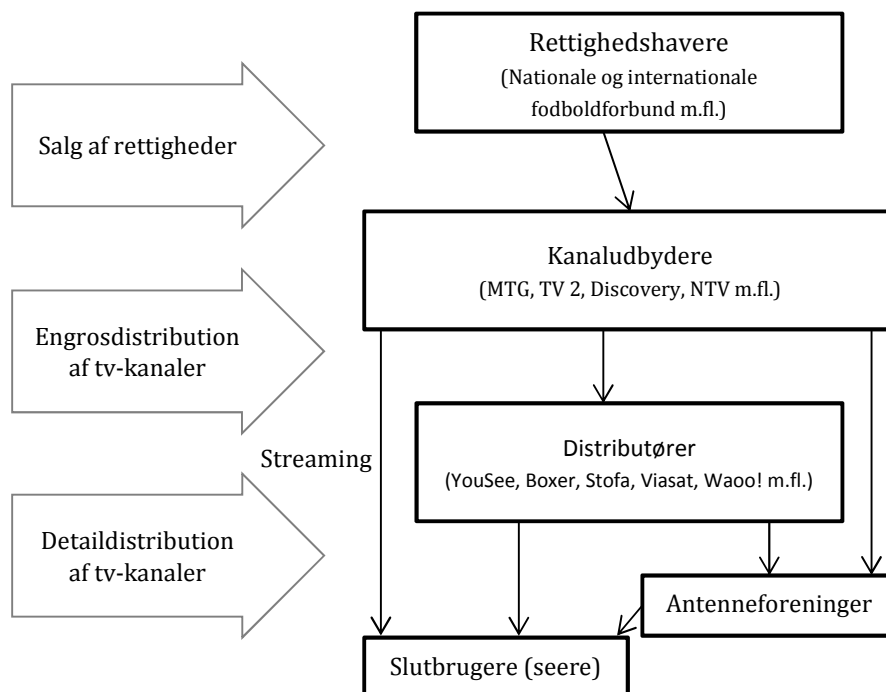 Rettighedshavere
(Nationale og internationale
fodboldforbund m.fl.)
Salg af rettigheder
Kanaludbydere
(MTG, TV 2, Discovery, NTV m.fl.)
Engrosdistribution
af tv-kanaler
Streaming
Distributører
(YouSee, Boxer, Stofa, Viasat, Waoo! m.fl.)
Detaildistribution
af tv-kanaler
Antenneforeninger
Slutbrugere (seere)